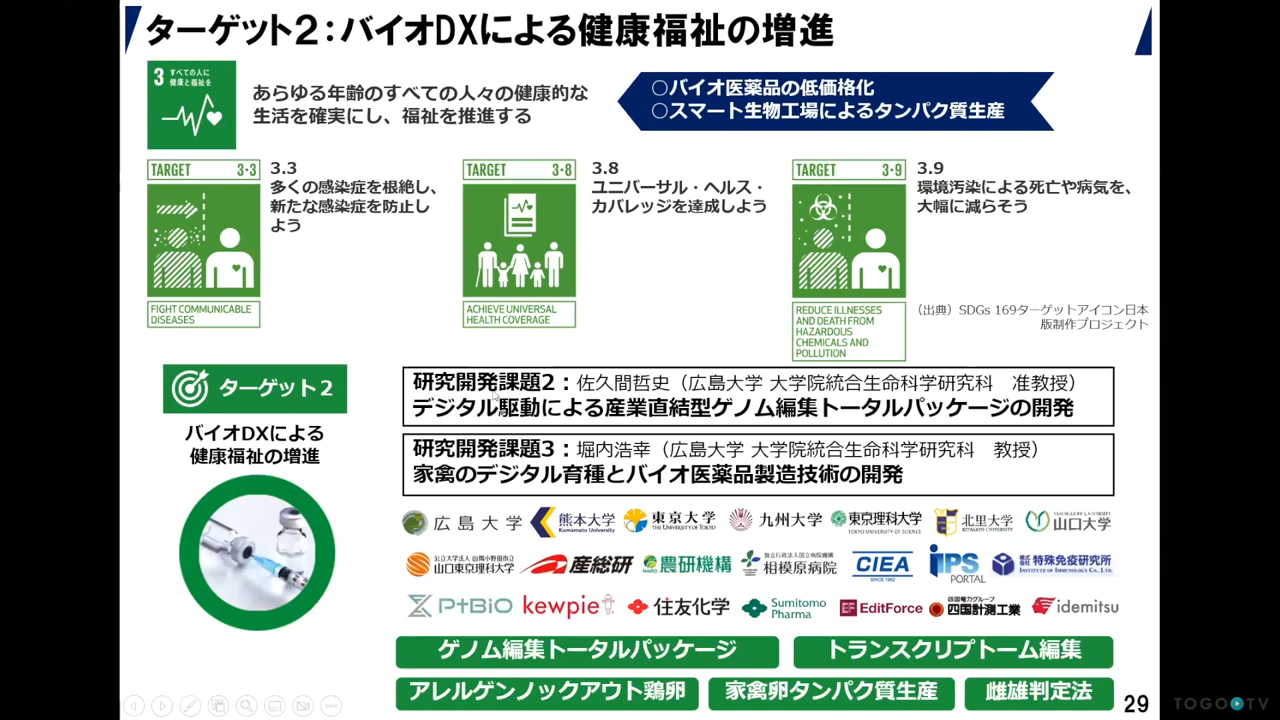 ターゲット2：バイオDXによる健康福祉の増進
3 すべての人に
健康と福祉を
あらゆる年齢のすべての人々の健康的な
生活を確実にし、福祉を推進する
○バイオ医薬品の低価格化
○スマート生物工場によるタンパク質生産
TARGET 3・3
3.3
多くの感染症を根絶し、
新たな感染症を防止し
よう
FIGHT COMMUNICABLE
DISEASES
TARGET 3・8
3.8
ユニバーサル・ヘルス・
カバレッジを達成しよう
ACHIEVE UNIVERSAL
HEALTH COVERAGE
TARGET 3・9
3.9
環境汚染による死亡や病気を、
大幅に減らそう
REDUCE ILLNESSES
AND DEATH FROM
HAZARDOUS
CHEMICALS AND
POLLUTION
（出典）SDGs 169ターゲットアイコン日本
版制作プロジェクト
ターゲット2
バイオDXによる
健康福祉の増進
研究開発課題2：佐久間哲史（広島大学 大学院統合生命科学研究科　准教授）
デジタル駆動による産業直結型ゲノム編集トータルパッケージの開発
研究開発課題3：堀内浩幸（広島大学 大学院統合生命科学研究科　教授）
家禽のデジタル育種とバイオ医薬品製造技術の開発
広島大学 熊本大学 Kumamoto University 東京大学 THE UNIVERSITY OF TOKYO 九州大学 東京理科大学 TOKYO UNIVERSITY OF SCIENCE 北里大学 KITASATO UNIVERSITY 山口大学
公立大学法人 山陽小野田市立
山口東京理科大学 産総研 NARO 農研機構 独立行政法人国立病院機構 相模原病院 CIEA SINCE 1952 iPS PORTAL 株式会社 特殊免疫研究所 INSTITUTE OF IMMUNOLOGY CO., LTD.
P+BiO kewpie 住友化学 Sumitomo Pharma EditForce 四国電力グループ 四国計測工業 idemitsu
ゲノム編集トータルパッケージ
トランスクリプトーム編集
アレルゲンノックアウト鶏卵
家禽卵タンパク質生産
雌雄判定法
29
TOGO TV